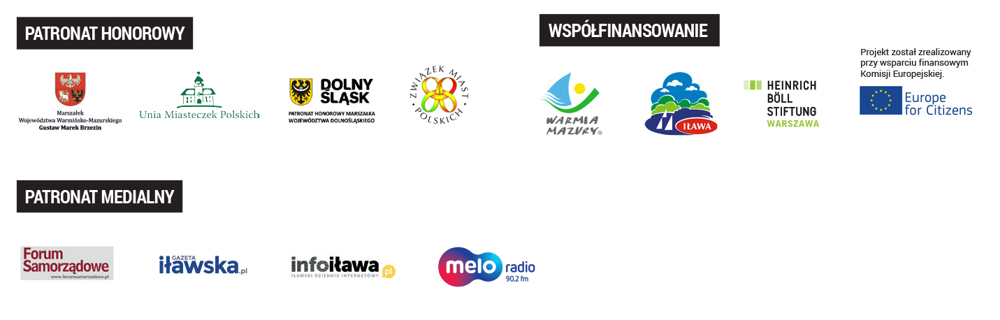 PATRONAT HONOROWY
Marszałek
Województwa Warmińsko-Mazurskiego
Gustaw Marek Brzezin
Unia Miasteczek Polskich
DOLNY
ŚLĄSK
PATRONAT HONOROWY MARSZAŁKA
WOJEWÓDZTWA DOLNOŚLĄSKIEGO
ZWIĄZEK MIAST
• POLSKICH •
WSPÓŁFINANSOWANIE
WARMIA
MAZURY®
IŁAWA
HEINRICH
BÖLL
STIFTUNG
WARSZAWA
Projekt został zrealizowany
przy wsparciu finansowym
Komisji Europejskiej.
Europe
for Citizens
PATRONAT MEDIALNY
Forum
Samorządowe
www.forumsamorzadowe.pl
GAZETA
iławska.pl
infoiława.pl
IŁAWSKI DZIENNIK INTERNETOWY
melo radio
90,2 fm